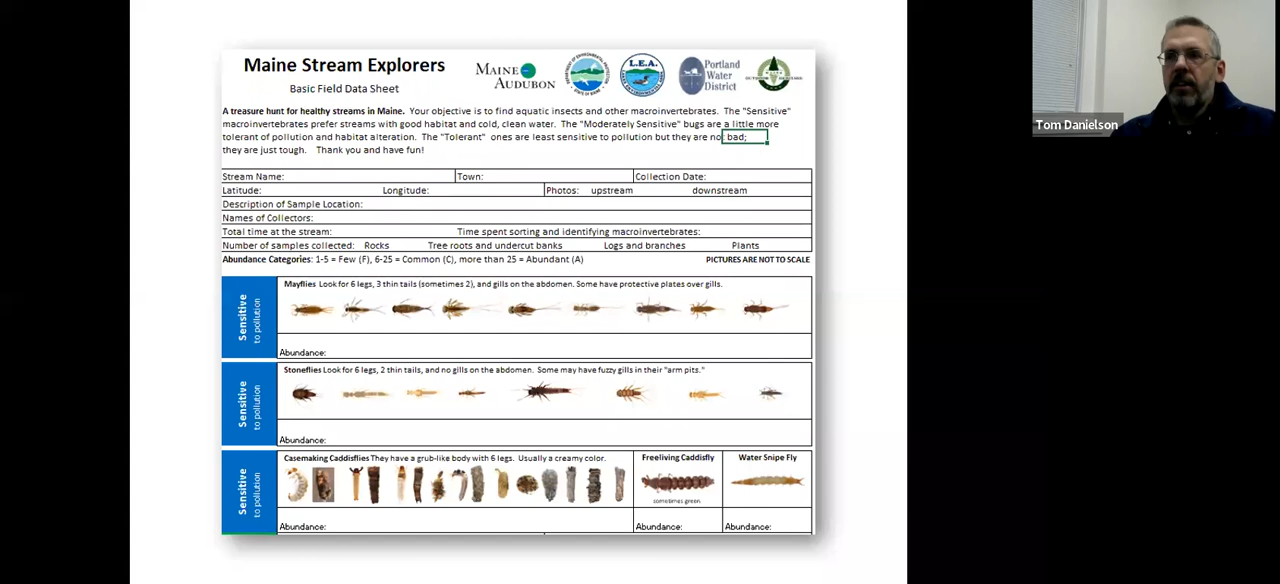 Maine Stream Explorers
Basic Field Data Sheet
MAINE
AUDUBON
L.E.A.
Portland
Water
District
A treasure hunt for healthy streams in Maine. Your objective is to find aquatic insects and other macroinvertebrates. The "Sensitive"
macroinvertebrates prefer streams with good habitat and cold, clean water. The "Moderately Sensitive" bugs are a little more
tolerant of pollution and habitat alteration. The "Tolerant" ones are least sensitive to pollution but they are not bad;
they are just tough. Thank you and have fun!
Tom Danielson
Stream Name: Town: Collection Date:
Latitude: Longitude: Photos: upstream downstream
Description of Sample Location:
Names of Collectors:
Total time at the stream: Time spent sorting and identifying macroinvertebrates:
Number of samples collected: Rocks Tree roots and undercut banks Logs and branches Plants
Abundance Categories: 1-5 = Few (F), 6-25 = Common (C), more than 25 = Abundant (A) PICTURES ARE NOT TO SCALE
Sensitive
to pollution
Mayflies Look for 6 legs, 3 thin tails (sometimes 2), and gills on the abdomen. Some have protective plates over gills.
Abundance:
Sensitive
to pollution
Stoneflies Look for 6 legs, 2 thin tails, and no gills on the abdomen. Some may have fuzzy gills in their "arm pits."
Abundance:
Sensitive
to pollution
Casemaking Caddisflies They have a grub-like body with 6 legs. Usually a creamy color.
Abundance:
Freeliving Caddisfly
sometimes green
Abundance:
Water Snipe Fly
Abundance: